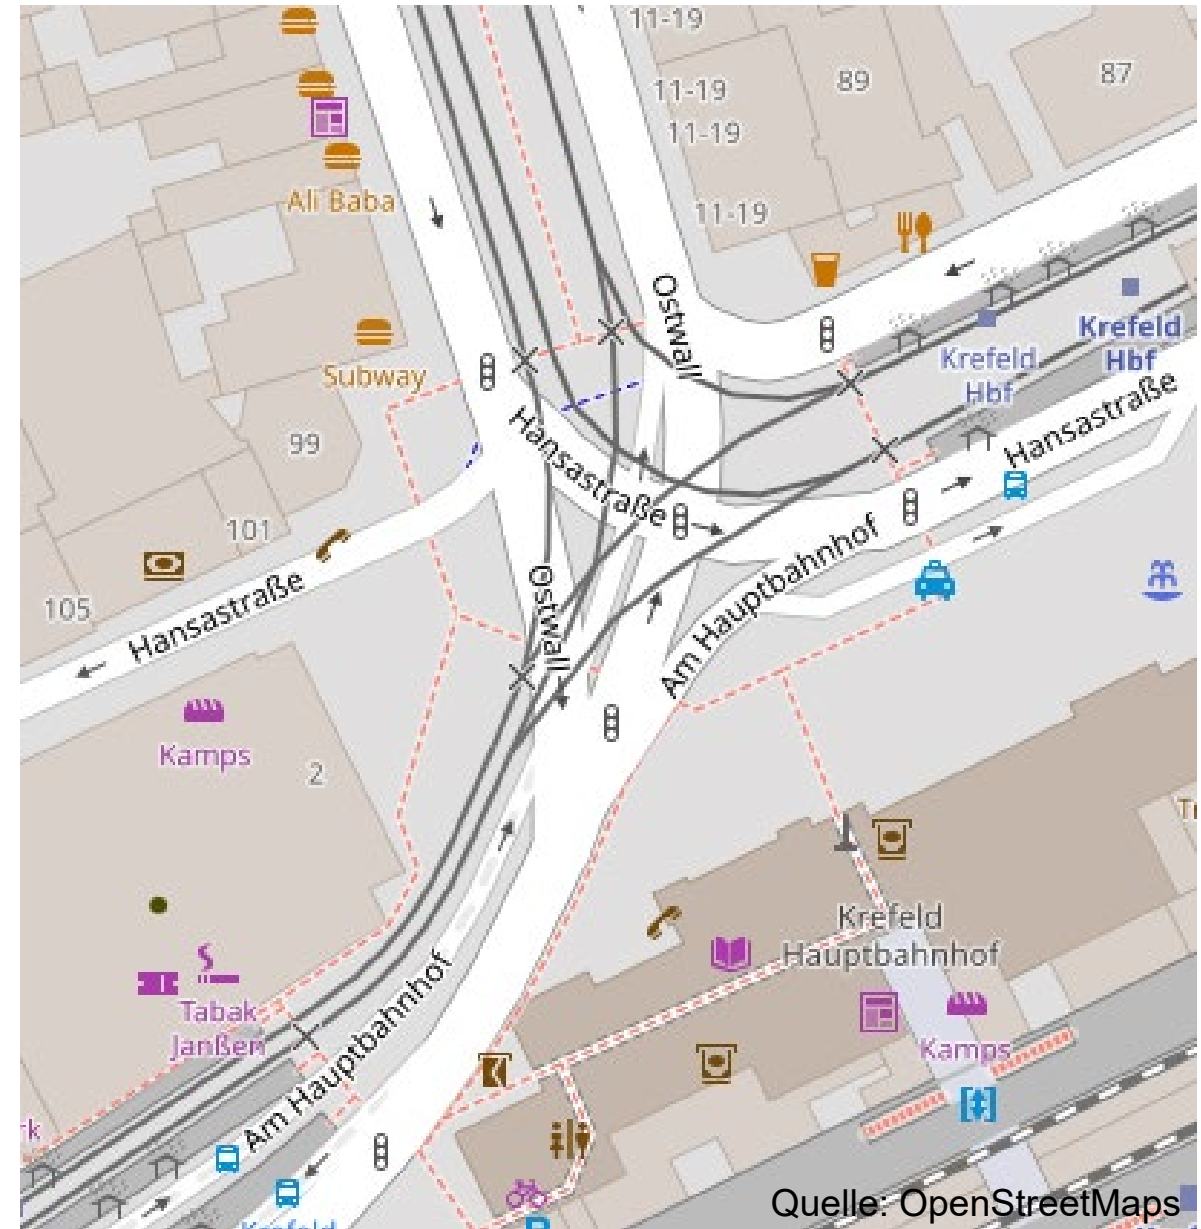 11-19
11-19
89
87
11-19
Ali Baba
11-19
Ostwall
Krefeld
Hbf
Krefeld
Hbf
Subway
Hansastraße
99
Hansastraße
101
Am Hauptbahnhof
105
Hansastraße
Ostwall
Kamps
2
Krefeld
Hauptbahnhof
Tabak
Janßen
Kamps
Am Hauptbahnhof
Quelle: OpenStreetMaps
Krefeld